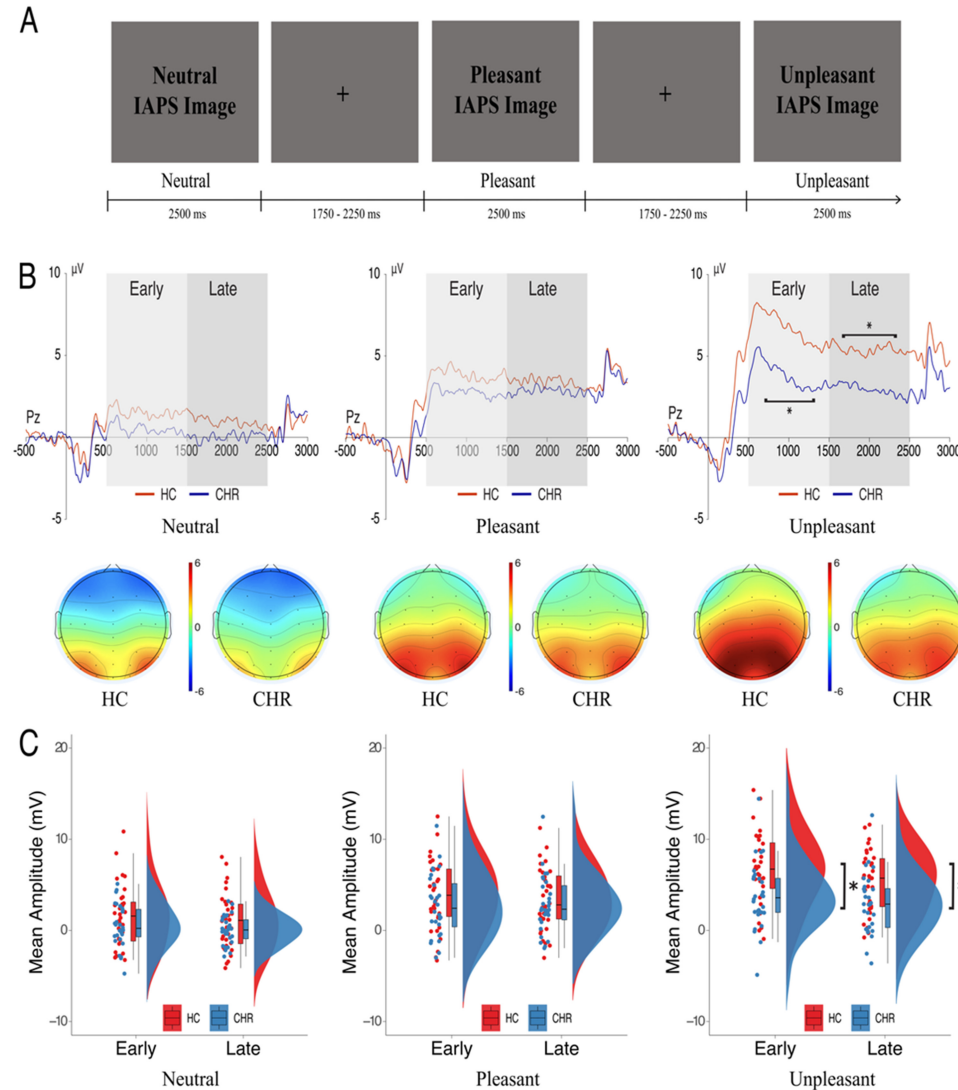 A
Neutral
IAPS Image
+
Pleasant
IAPS Image
+
Unpleasant
IAPS Image
Neutral
Pleasant
Unpleasant
2500 ms
1750 - 2250 ms
2500 ms
1750 - 2250 ms
2500 ms
B
10
µV
Early
Late
5
Pz
-500
500
1000
1500
2000
2500
3000
HC
CHR
-5
Neutral
10
µV
Early
Late
5
Pz
-500
500
1000
1500
2000
2500
3000
HC
CHR
-5
Pleasant
10
µV
Early
Late
*
5
*
Pz
-500
500
1000
1500
2000
2500
3000
HC
CHR
-5
Unpleasant
6
0
-6
HC
CHR
6
0
-6
HC
CHR
6
0
-6
HC
CHR
C
Mean Amplitude (mV)
20
10
0
−10
HC
CHR
Early
Late
Neutral
Mean Amplitude (mV)
20
10
0
−10
HC
CHR
Early
Late
Pleasant
Mean Amplitude (mV)
20
10
0
−10
*
HC
CHR
Early
Late
Unpleasant